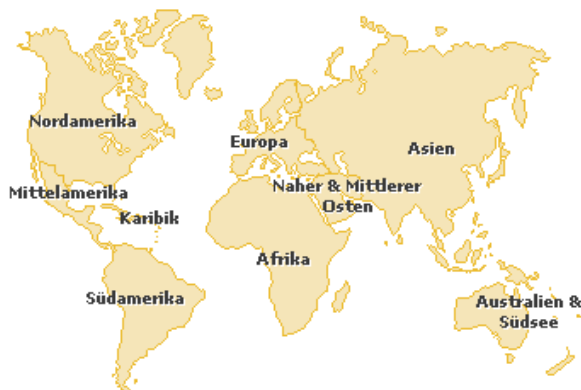 Nordamerika
Europa
Asien
Mittelamerika
Naher & Mittlerer
Osten
Karibik
Afrika
Südamerika
Australien &
Südsee